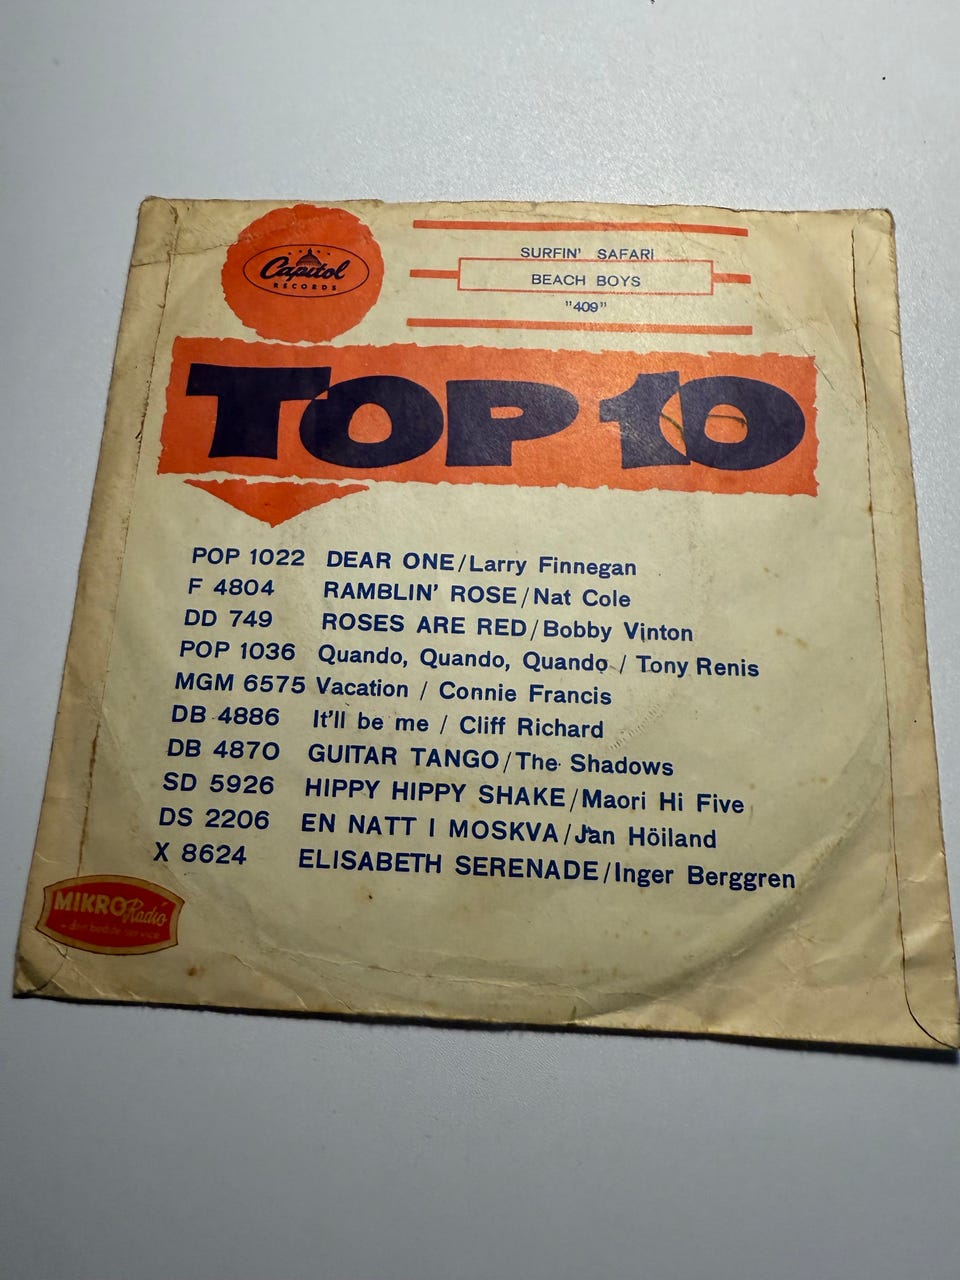 Capitol
RECORDS
SURFIN' SAFARI
BEACH BOYS
"409"
TOP 10
POP 1022 DEAR ONE/Larry Finnegan
F 4804 RAMBLIN' ROSE/Nat Cole
DD 749 ROSES ARE RED/Bobby Vinton
POP 1036 Quando, Quando, Quando / Tony Renis
MGM 6575 Vacation / Connie Francis
DB 4886 It'll be me / Cliff Richard
DB 4870 GUITAR TANGO/The Shadows
SD 5926 HIPPY HIPPY SHAKE/Maori Hi Five
DS 2206 EN NATT I MOSKVA/Jan Höiland
X 8624 ELISABETH SERENADE/Inger Berggren
MIKRO Radio
service